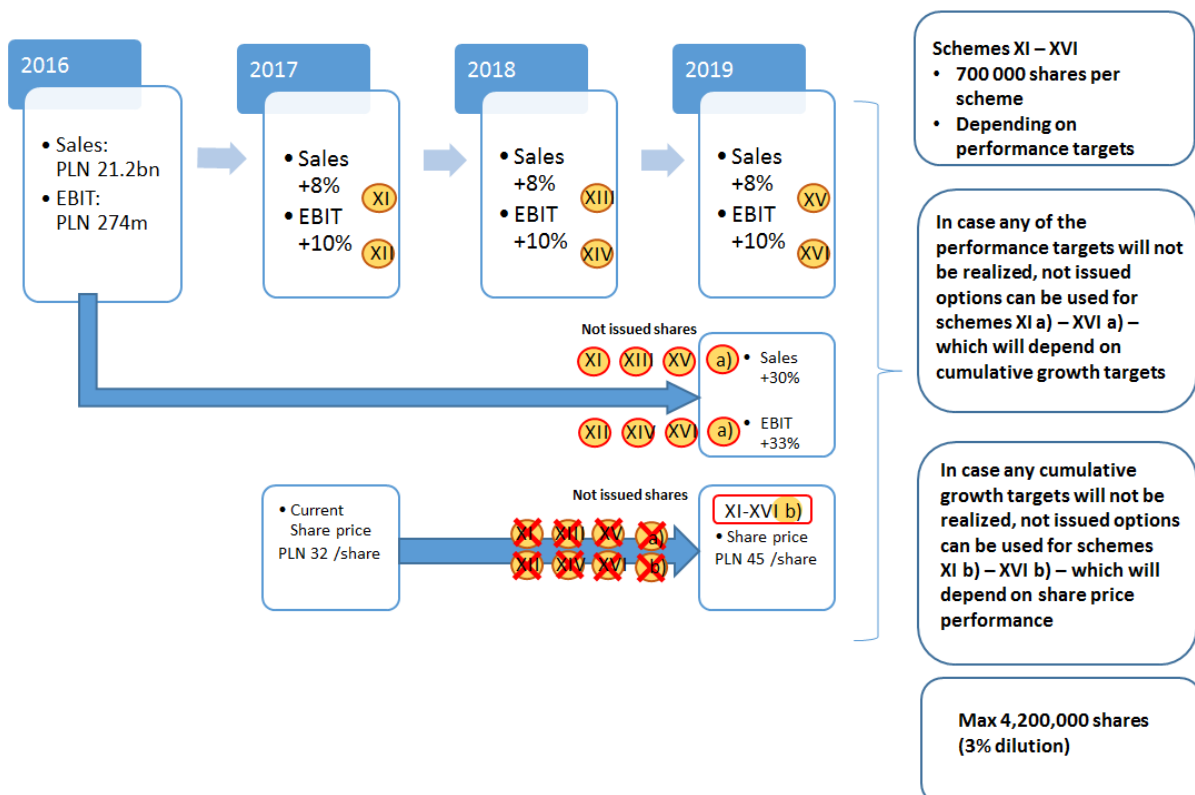 2016
• Sales:
PLN 21.2bn
• EBIT:
PLN 274m
2017
• Sales
+8%
XI
• EBIT
+10%
XII
2018
• Sales
+8%
XIII
• EBIT
+10%
XIV
2019
• Sales
+8%
XV
• EBIT
+10%
XVI
Not issued shares
XI XIII XV a)
• Sales
+30%
XII XIV XVI a)
• EBIT
+33%
• Current
Share price
PLN 32 /share
Not issued shares
XI XIII XV a)
XII XIV XVI b)
XI-XVI b)
• Share price
PLN 45 /share
Schemes XI – XVI
• 700 000 shares per
scheme
• Depending on
performance targets
In case any of the
performance targets will not
be realized, not issued
options can be used for
schemes XI a) – XVI a) –
which will depend on
cumulative growth targets
In case any cumulative
growth targets will not be
realized, not issued options
can be used for schemes
XI b) – XVI b) – which will
depend on share price
performance
Max 4,200,000 shares
(3% dilution)